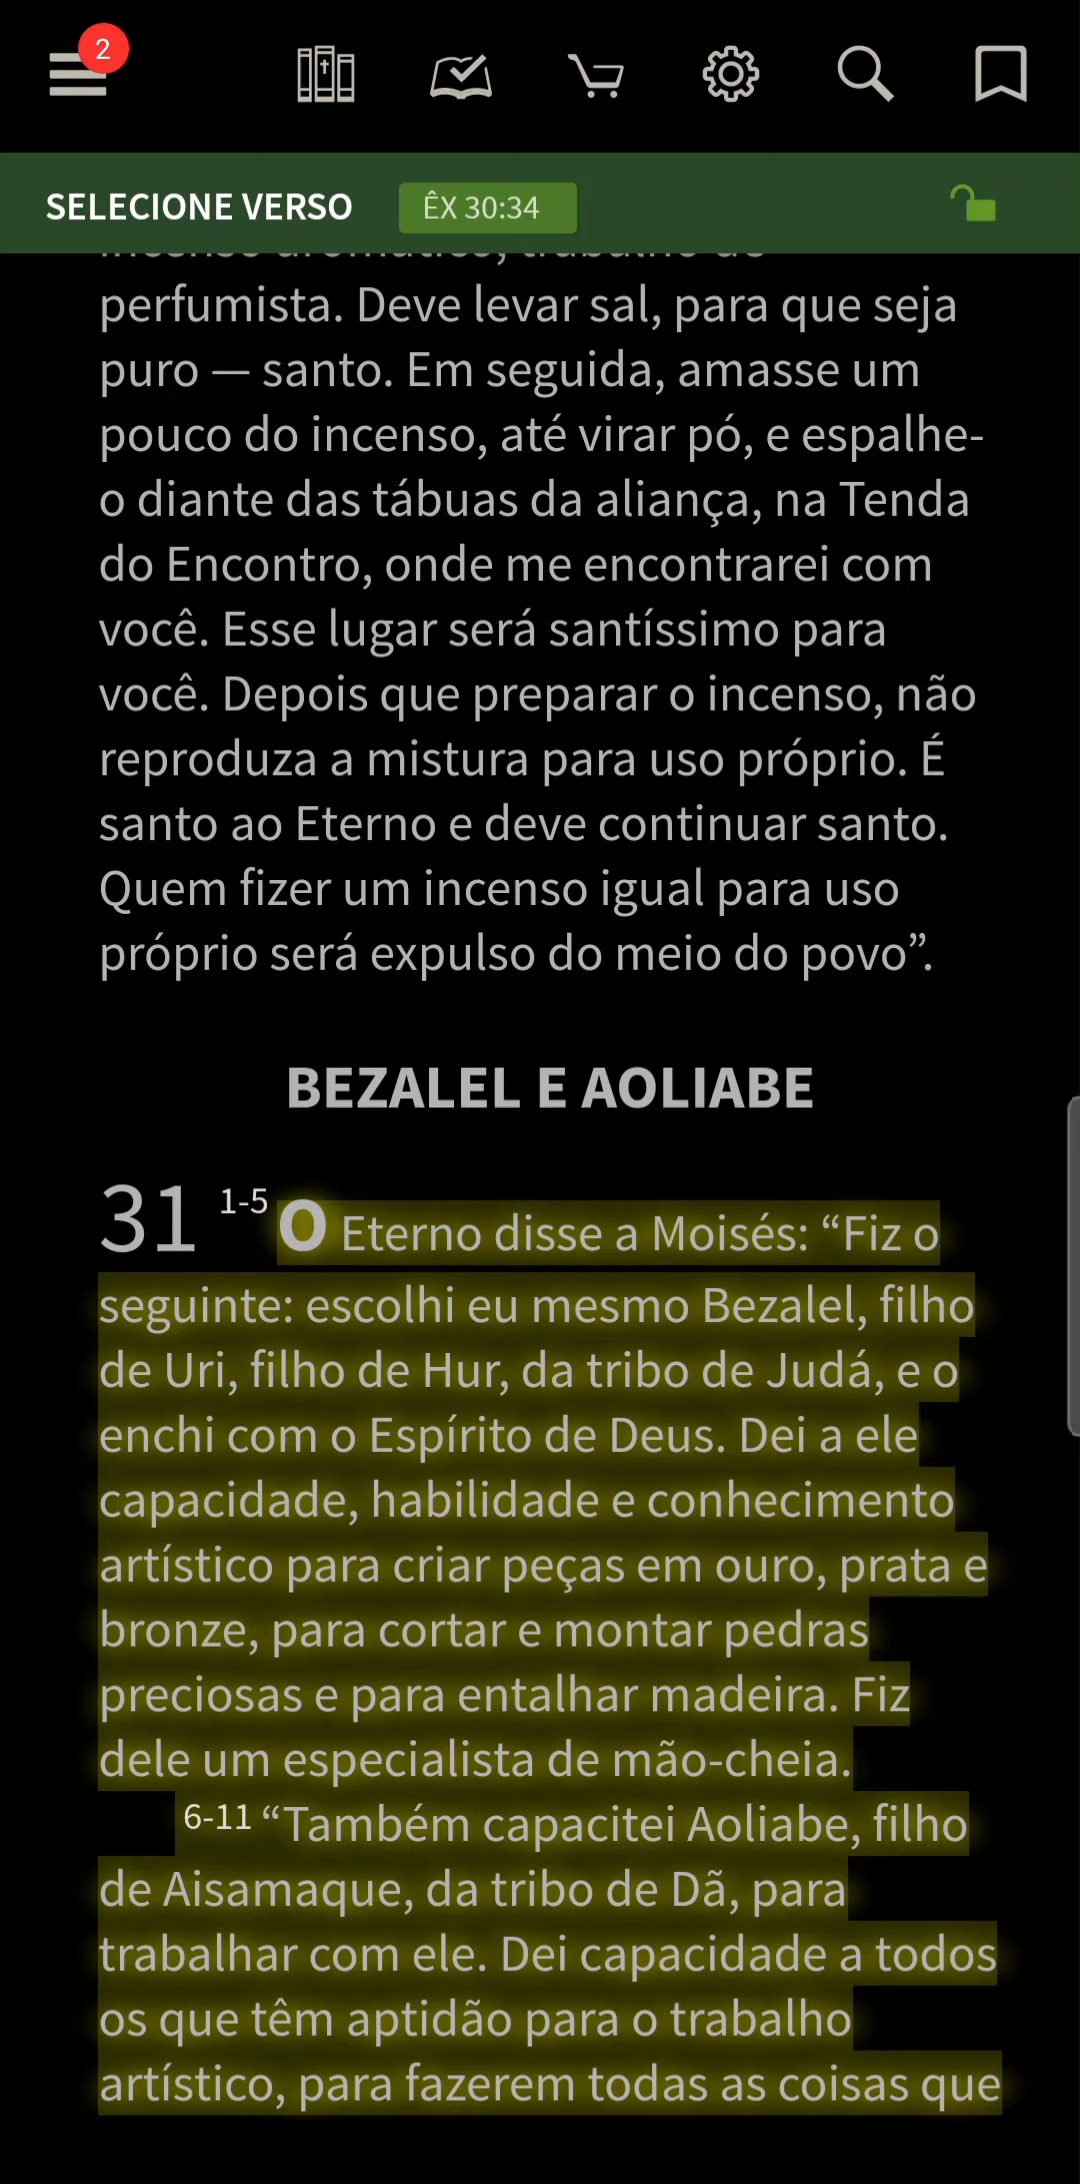 2
SELECIONE VERSO ÊX 30:34
perfumista. Deve levar sal, para que seja
puro — santo. Em seguida, amasse um
pouco do incenso, até virar pó, e espalhe-
o diante das tábuas da aliança, na Tenda
do Encontro, onde me encontrarei com
você. Esse lugar será santíssimo para
você. Depois que preparar o incenso, não
reproduza a mistura para uso próprio. É
santo ao Eterno e deve continuar santo.
Quem fizer um incenso igual para uso
próprio será expulso do meio do povo”.
BEZALEL E AOLIABE
31 1-5 O Eterno disse a Moisés: “Fiz o
seguinte: escolhi eu mesmo Bezalel, filho
de Uri, filho de Hur, da tribo de Judá, e o
enchi com o Espírito de Deus. Dei a ele
capacidade, habilidade e conhecimento
artístico para criar peças em ouro, prata e
bronze, para cortar e montar pedras
preciosas e para entalhar madeira. Fiz
dele um especialista de mão-cheia.
6-11 “Também capacitei Aoliabe, filho
de Aisamaque, da tribo de Dã, para
trabalhar com ele. Dei capacidade a todos
os que têm aptidão para o trabalho
artístico, para fazerem todas as coisas que